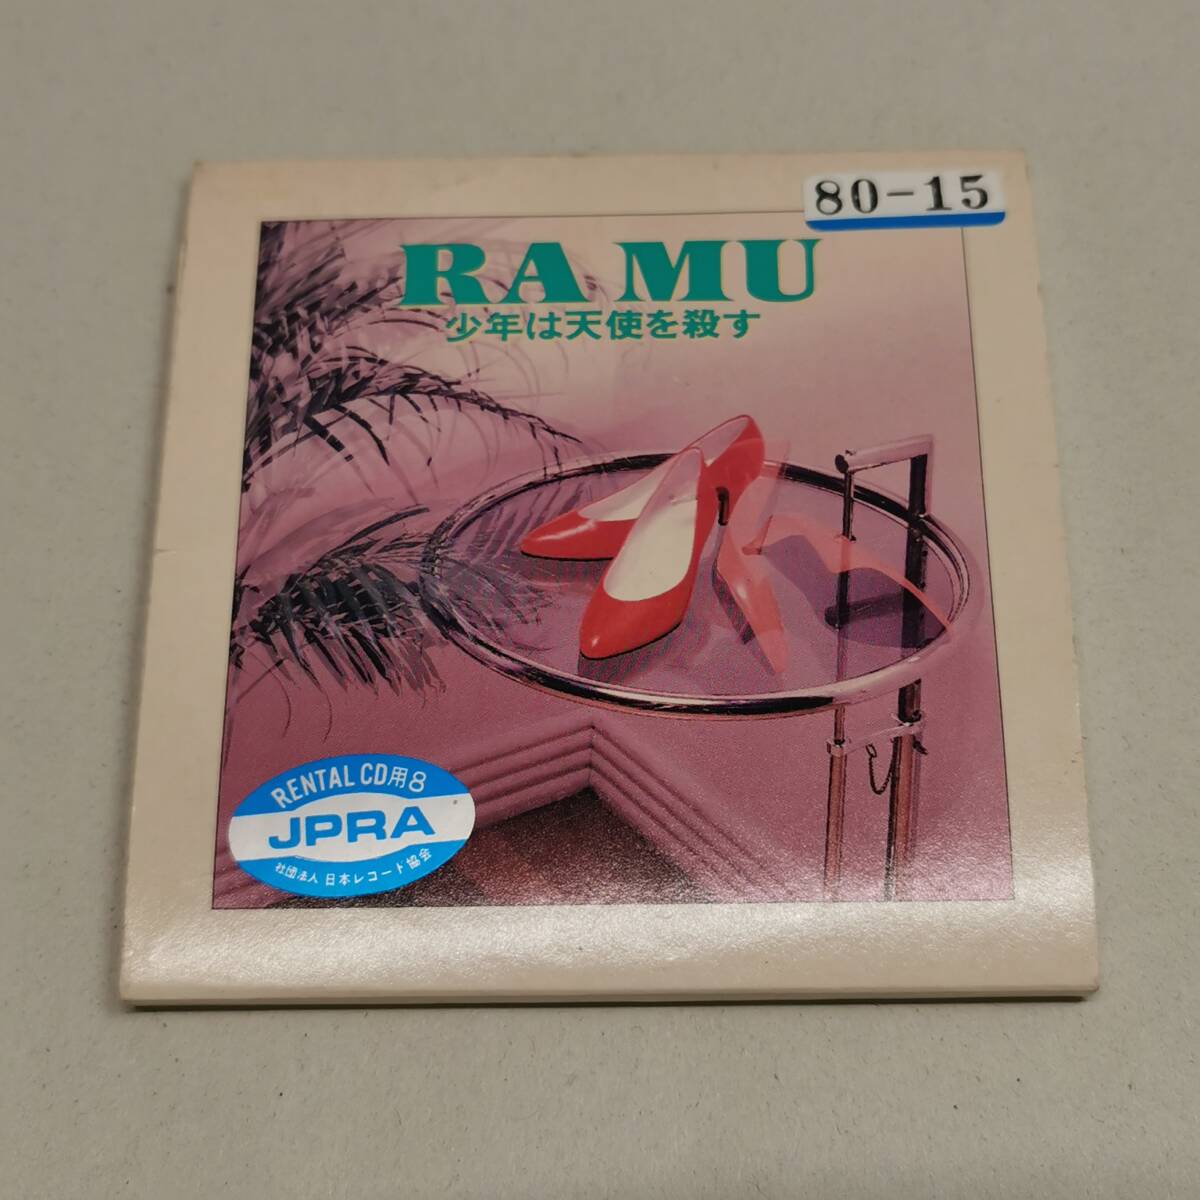 80-15
RA MU
少年は天使を殺す
RENTAL CD用8
JPRA
社団法人 日本レコード協会